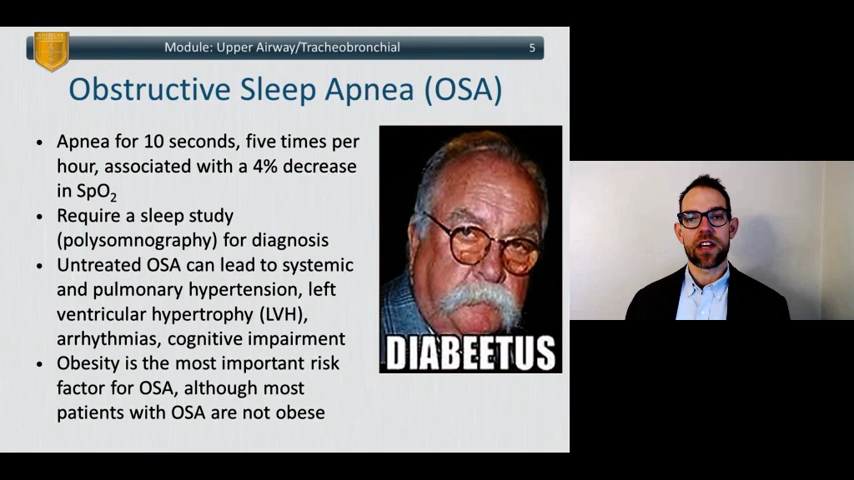 Module: Upper Airway/Tracheobronchial 5
Obstructive Sleep Apnea (OSA)
• Apnea for 10 seconds, five times per
hour, associated with a 4% decrease
in SpO2
• Require a sleep study
(polysomnography) for diagnosis
• Untreated OSA can lead to systemic
and pulmonary hypertension, left
ventricular hypertrophy (LVH),
arrhythmias, cognitive impairment
• Obesity is the most important risk
factor for OSA, although most
patients with OSA are not obese
DIABEETUS